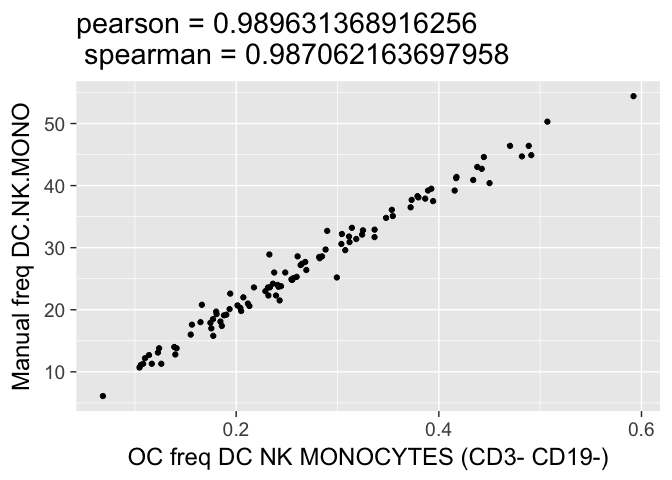 pearson = 0.989631368916256
spearman = 0.987062163697958
Manual freq DC.NK.MONO
50
40
30
20
10
0.2 0.4 0.6
OC freq DC NK MONOCYTES (CD3- CD19-)